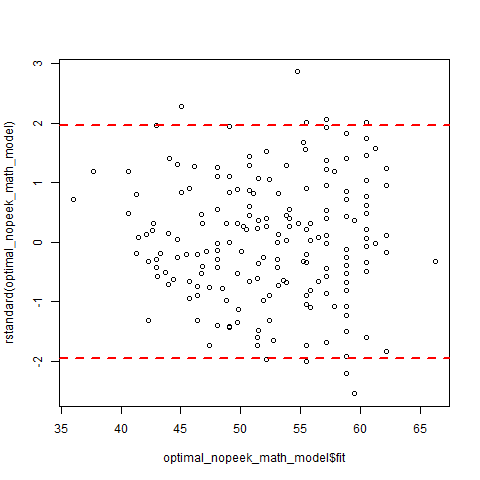 3
2
1
0
-1
-2
rstandard(optimal_nopeek_math_model)
35 40 45 50 55 60 65
optimal_nopeek_math_model$fit